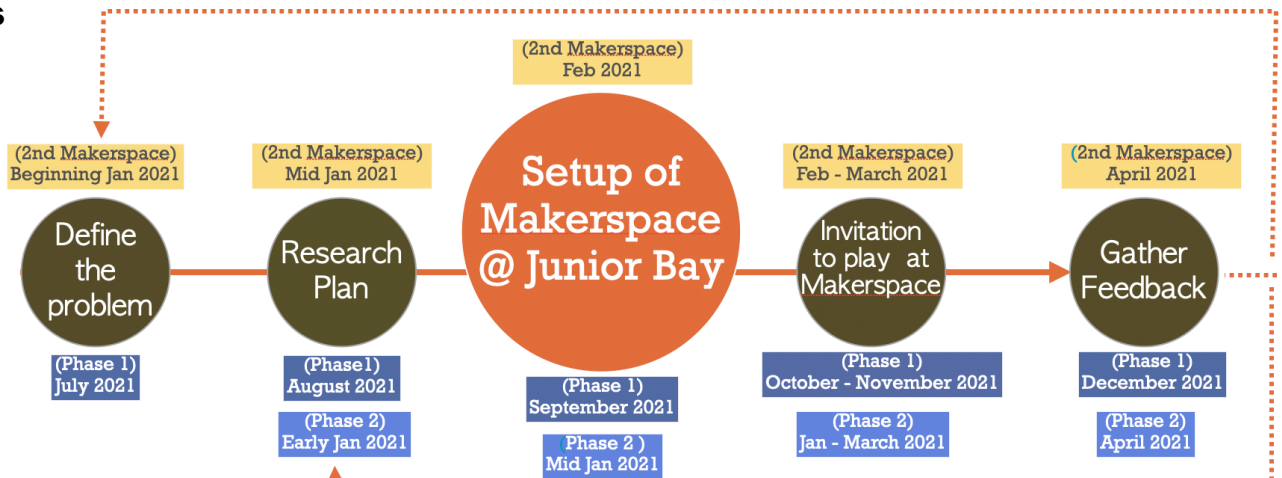 s
(2nd Makerspace)
Feb 2021
(2nd Makerspace)
Beginning Jan 2021
(2nd Makerspace)
Mid Jan 2021
(2nd Makerspace)
Feb - March 2021
(2nd Makerspace)
April 2021
Define
the
problem
Research
Plan
Setup of
Makerspace
@ Junior Bay
Invitation
to play at
Makerspace
Gather
Feedback
(Phase 1)
July 2021
(Phase1)
August 2021
(Phase 1)
September 2021
(Phase 1)
October - November 2021
(Phase 1)
December 2021
(Phase 2)
Early Jan 2021
(Phase 2 )
Mid Jan 2021
(Phase 2)
Jan - March 2021
(Phase 2)
April 2021